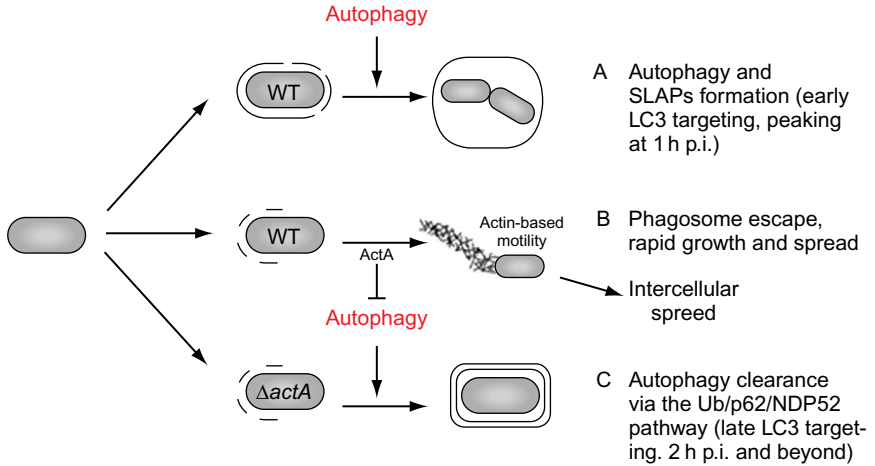 Autophagy
WT
A Autophagy and
SLAPs formation (early
LC3 targeting, peaking
at 1 h p.i.)
WT
ActA
Actin-based
motility
B Phagosome escape,
rapid growth and spread
Intercellular
spreed
Autophagy
ΔactA
C Autophagy clearance
via the Ub/p62/NDP52
pathway (late LC3 target-
ing. 2 h p.i. and beyond)